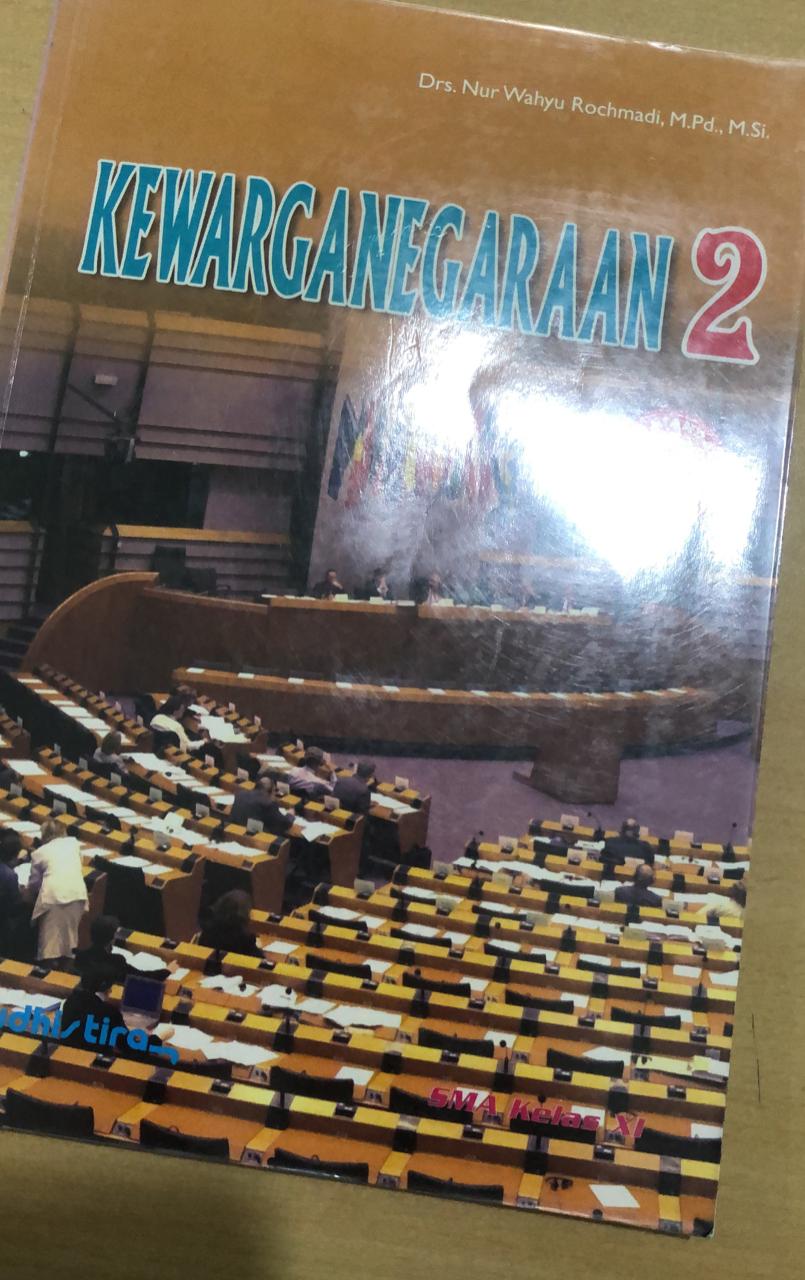 Drs. Nur Wahyu Rochmadi, M.Pd., M.Si.
KEWARGANEGARAAN 2
SMA Kelas XI